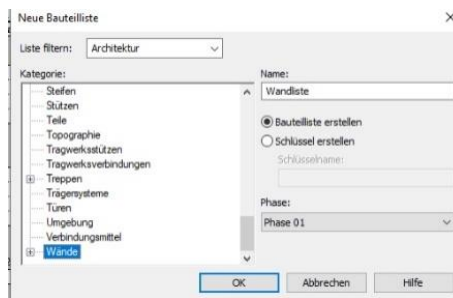 Neue Bauteilliste
Liste filtern: Architektur
Kategorie:
Steifen
Stützen
Teile
Topographie
Tragwerksstützen
Tragwerksverbindungen
Treppen
Trägersysteme
Türen
Umgebung
Verbindungsmittel
Wände
Name:
Wandliste
Bauteilliste erstellen
Schlüssel erstellen
Schlüsselname:
Phase:
Phase 01
OK Abbrechen Hilfe